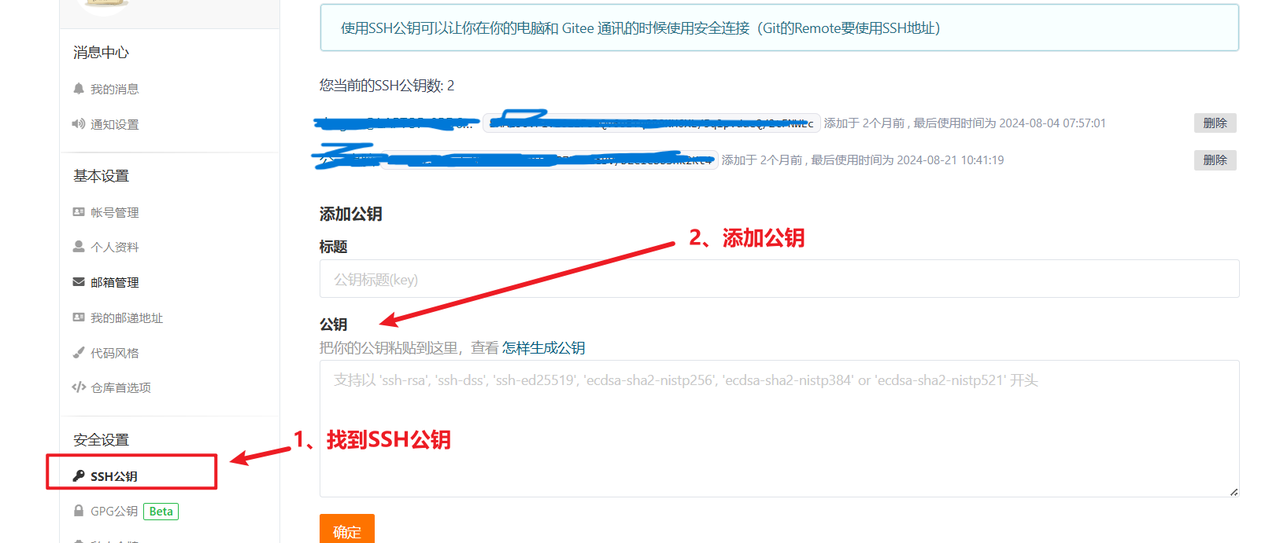 使用SSH公钥可以让你在你的电脑和 Gitee 通讯的时候使用安全连接（Git的Remote要使用SSH地址）
消息中心
我的消息
通知设置
基本设置
帐号管理
个人资料
邮箱管理
我的邮递地址
代码风格
仓库首选项
安全设置
SSH公钥
GPG公钥 Beta
您当前的SSH公钥数: 2
添加于 2个月前 , 最后使用时间为 2024-08-04 07:57:01 删除
添加于 2个月前 , 最后使用时间为 2024-08-21 10:41:19 删除
添加公钥
2、添加公钥
标题
公钥标题(key)
公钥
把你的公钥粘贴到这里，查看 怎样生成公钥
支持以 'ssh-rsa', 'ssh-dss', 'ssh-ed25519', 'ecdsa-sha2-nistp256', 'ecdsa-sha2-nistp384' or 'ecdsa-sha2-nistp521' 开头
1、找到SSH公钥
确定